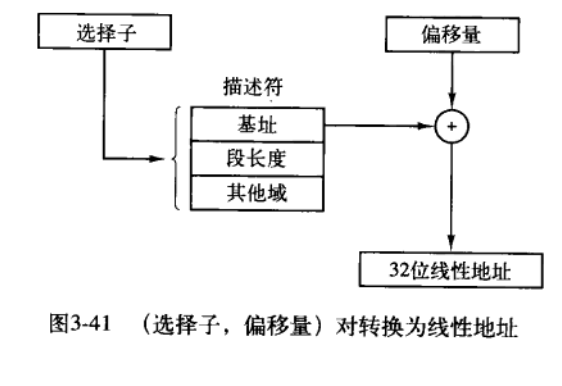 选择子
偏移量
描述符
基址
+
段长度
其他域
32位线性地址
图3-41 （选择子，偏移量）对转换为线性地址